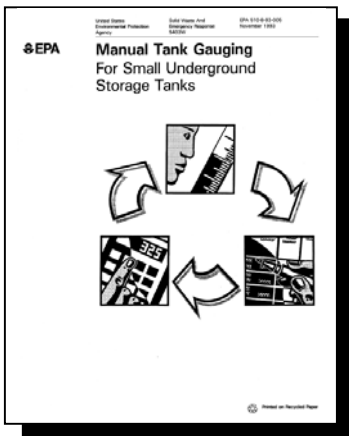 United States
Environmental Protection
Agency
Solid Waste And
Emergency Response
5403W
EPA 510-B-93-005
November 1993
EPA
Manual Tank Gauging
For Small Underground
Storage Tanks
325
Printed on Recycled Paper